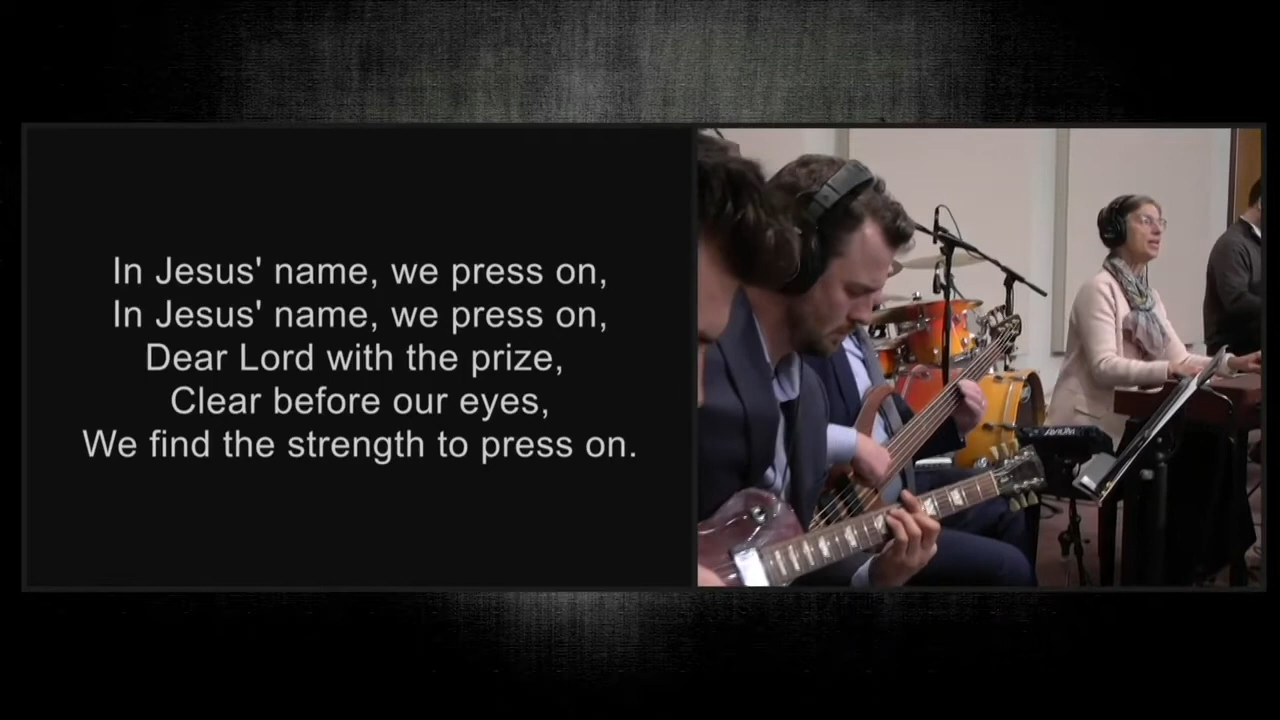 In Jesus' name, we press on,
In Jesus' name, we press on,
Dear Lord with the prize,
Clear before our eyes,
We find the strength to press on.